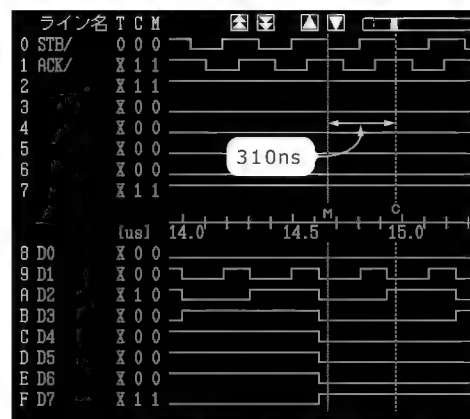 ライン名 T C M
0 STB/ 0 0 0
1 ACK/ X 1 1
2 X 1 1
3 X 0 0
4 X 0 0
5 X 0 0
6 X 0 0
7 X 1 1
310ns
M C
[us] 14.0 14.5 15.0
8 D0 X 0 0
9 D1 X 0 0
A D2 X 1 0
B D3 X 0 0
C D4 X 0 0
D D5 X 0 0
E D6 X 0 0
F D7 X 1 1